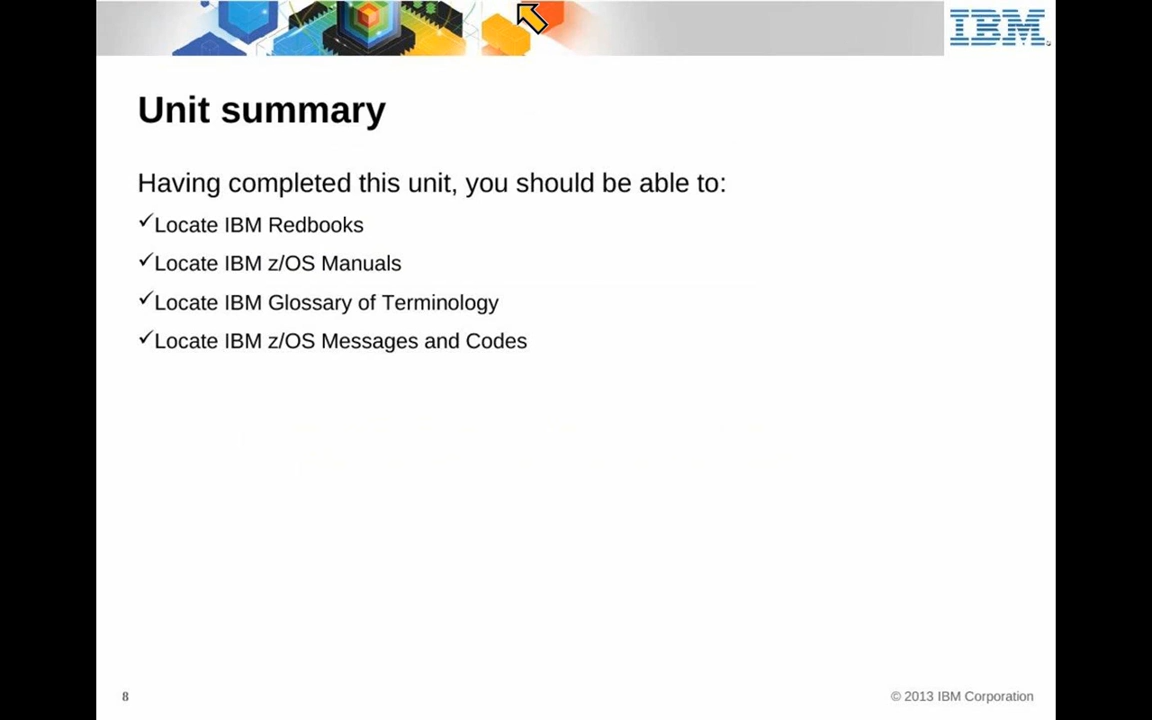 IBM
Unit summary
Having completed this unit, you should be able to:
✓Locate IBM Redbooks
✓Locate IBM z/OS Manuals
✓Locate IBM Glossary of Terminology
✓Locate IBM z/OS Messages and Codes
8
© 2013 IBM Corporation